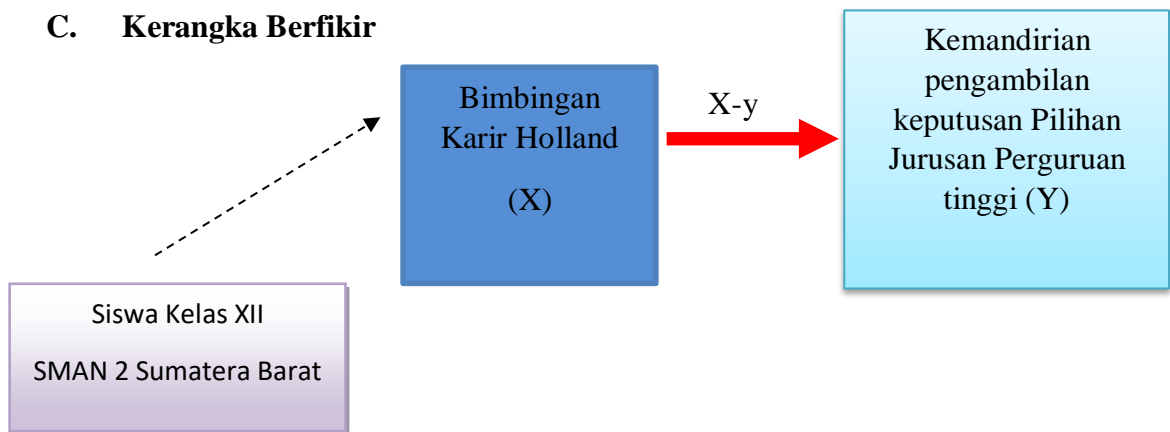 C. Kerangka Berfikir
Bimbingan
Karir Holland
(X)
X-y
Kemandirian
pengambilan
keputusan Pilihan
Jurusan Perguruan
tinggi (Y)
Siswa Kelas XII
SMAN 2 Sumatera Barat